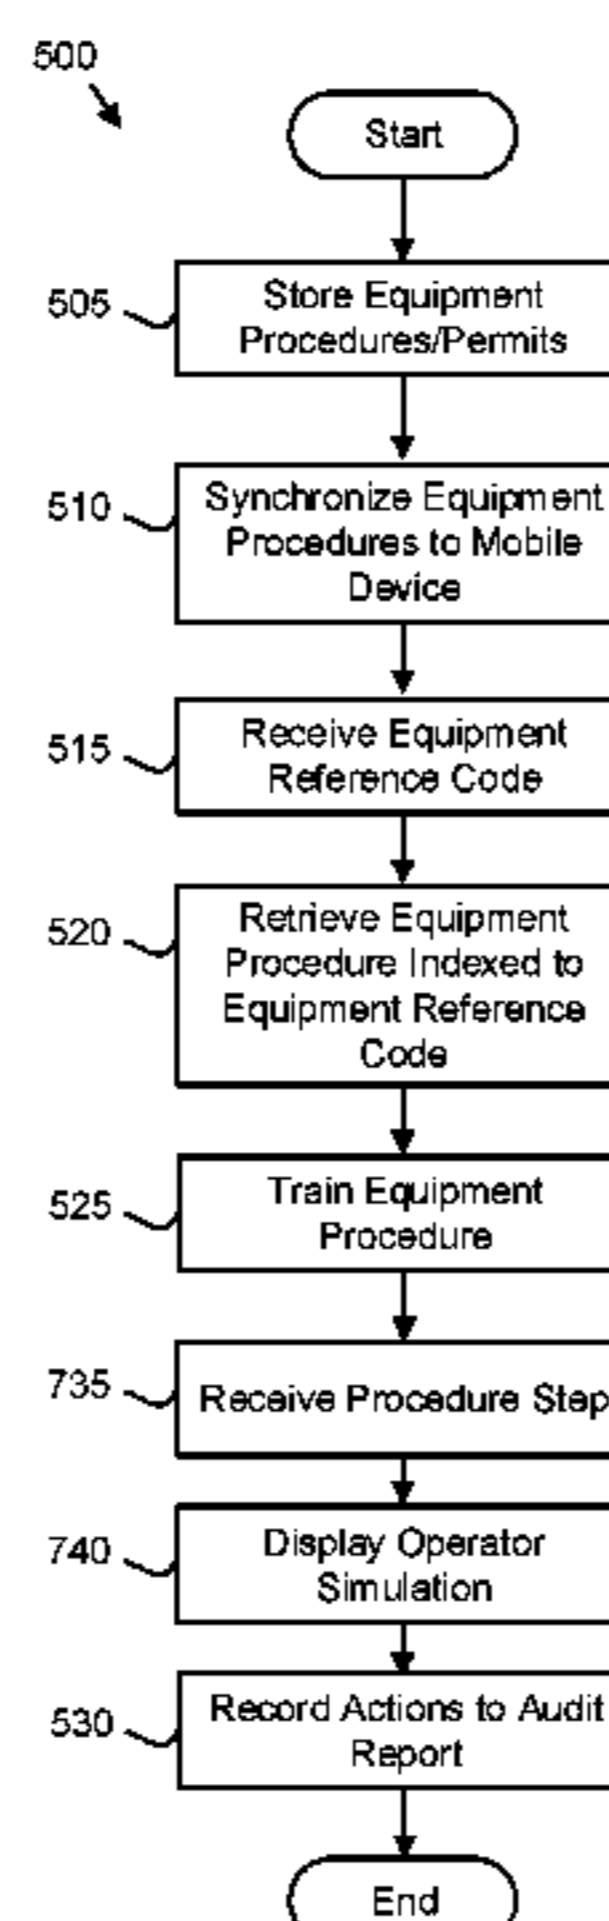 500
Start
505
Store Equipment
Procedures/Permits
510
Synchronize Equipment
Procedures to Mobile
Device
515
Receive Equipment
Reference Code
520
Retrieve Equipment
Procedure Indexed to
Equipment Reference
Code
525
Train Equipment
Procedure
735
Receive Procedure Step
740
Display Operator
Simulation
530
Record Actions to Audit
Report
End